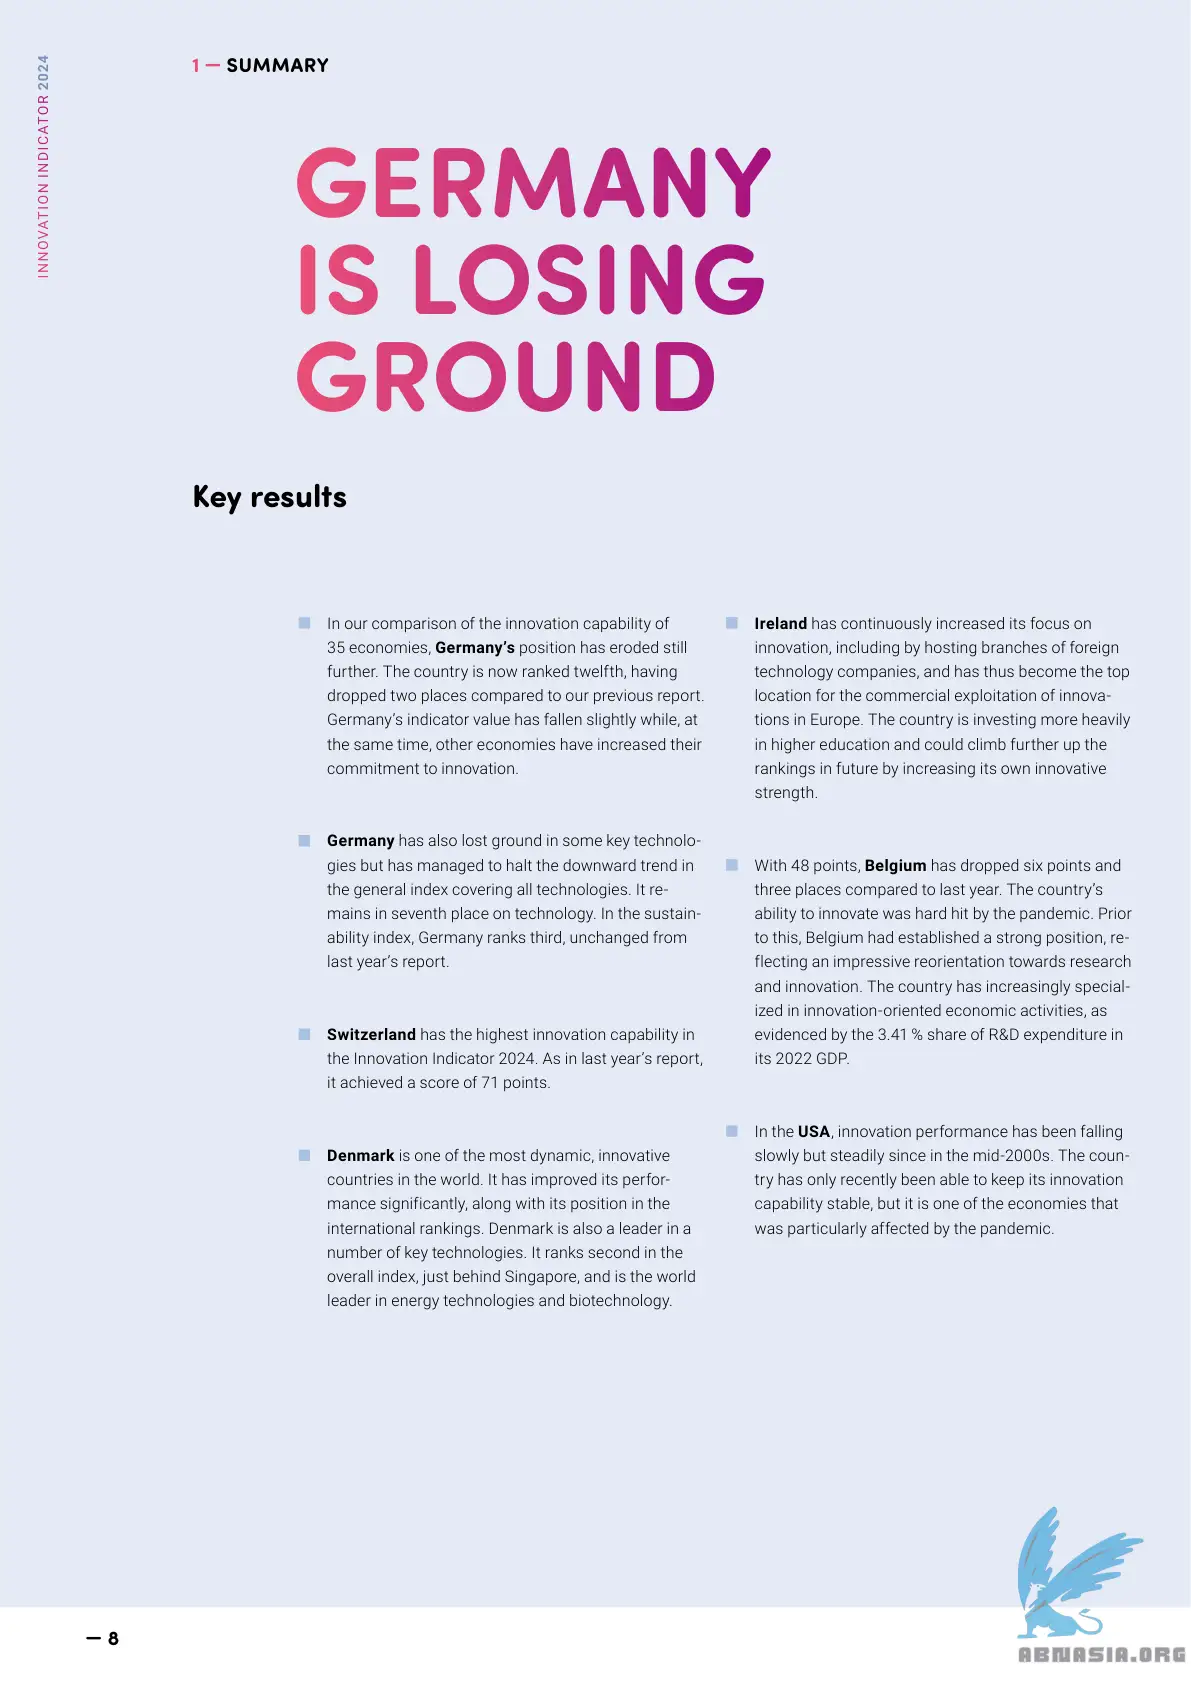 INNOVATION INDICATOR 2024
1 — SUMMARY
GERMANY
IS LOSING
GROUND
Key results
In our comparison of the innovation capability of
35 economies, Germany’s position has eroded still
further. The country is now ranked twelfth, having
dropped two places compared to our previous report.
Germany’s indicator value has fallen slightly while, at
the same time, other economies have increased their
commitment to innovation.
Germany has also lost ground in some key technolo-
gies but has managed to halt the downward trend in
the general index covering all technologies. It re-
mains in seventh place on technology. In the sustain-
ability index, Germany ranks third, unchanged from
last year’s report.
Switzerland has the highest innovation capability in
the Innovation Indicator 2024. As in last year’s report,
it achieved a score of 71 points.
Denmark is one of the most dynamic, innovative
countries in the world. It has improved its perfor-
mance significantly, along with its position in the
international rankings. Denmark is also a leader in a
number of key technologies. It ranks second in the
overall index, just behind Singapore, and is the world
leader in energy technologies and biotechnology.
Ireland has continuously increased its focus on
innovation, including by hosting branches of foreign
technology companies, and has thus become the top
location for the commercial exploitation of innova-
tions in Europe. The country is investing more heavily
in higher education and could climb further up the
rankings in future by increasing its own innovative
strength.
With 48 points, Belgium has dropped six points and
three places compared to last year. The country’s
ability to innovate was hard hit by the pandemic. Prior
to this, Belgium had established a strong position, re-
flecting an impressive reorientation towards research
and innovation. The country has increasingly special-
ized in innovation-oriented economic activities, as
evidenced by the 3.41 % share of R&D expenditure in
its 2022 GDP.
In the USA, innovation performance has been falling
slowly but steadily since in the mid-2000s. The coun-
try has only recently been able to keep its innovation
capability stable, but it is one of the economies that
was particularly affected by the pandemic.
— 8
ABNASIA.ORG